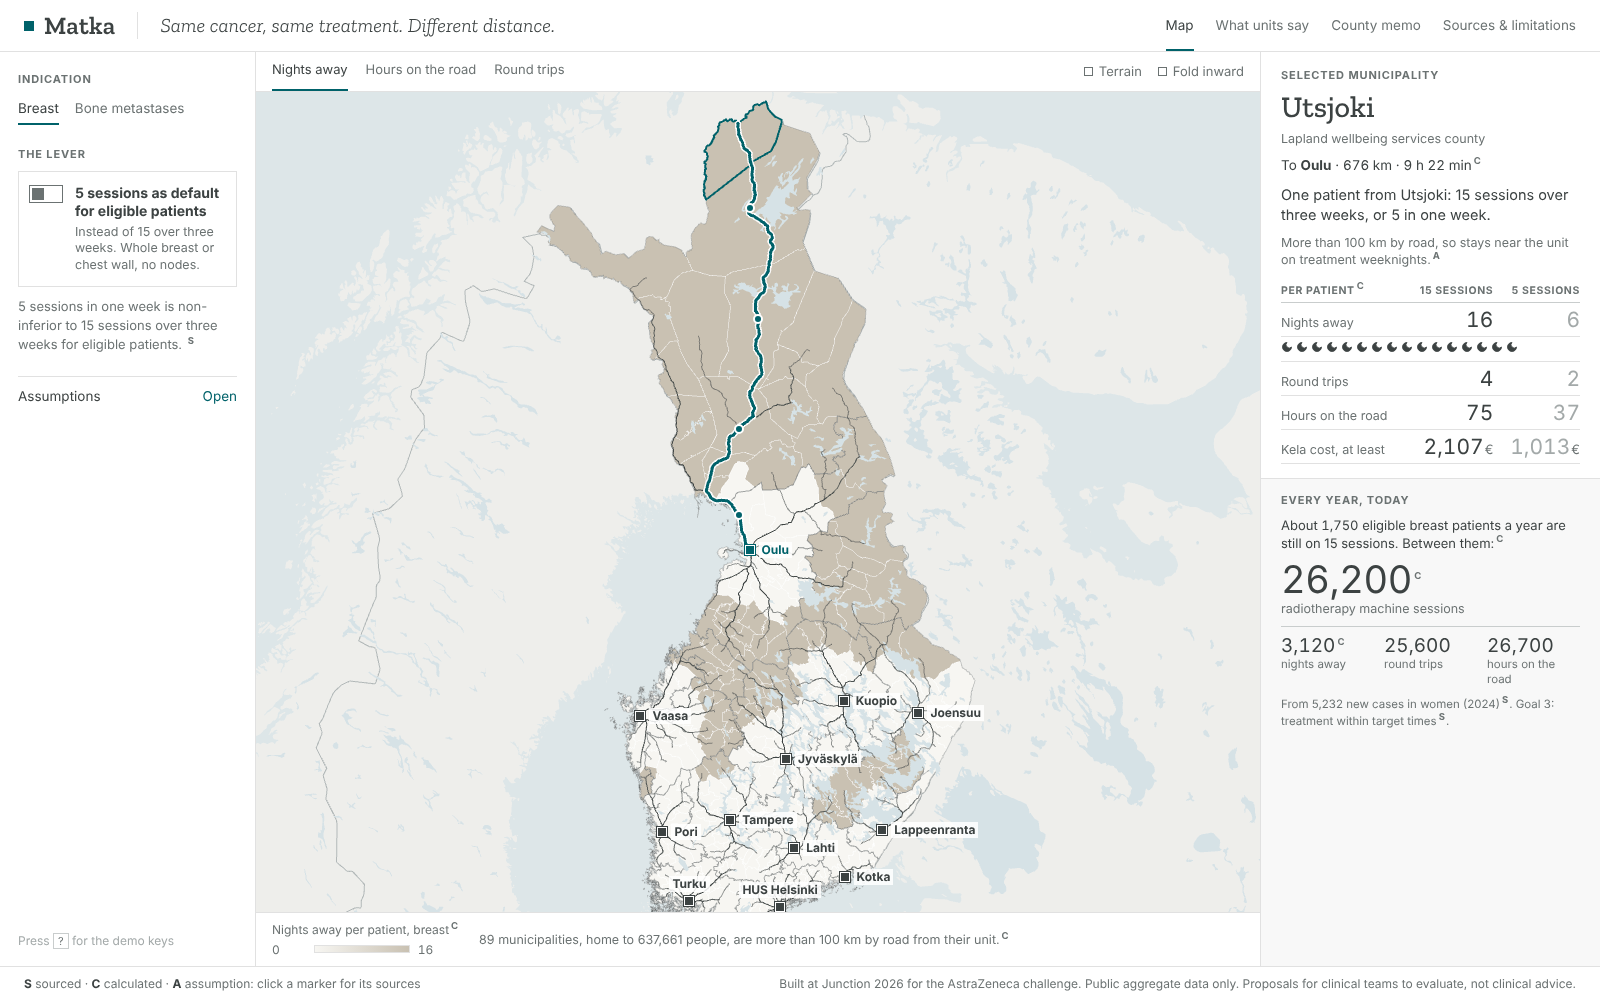 Matka
Same cancer, same treatment. Different distance.
Map
What units say
County memo
Sources & limitations
INDICATION
Breast
Bone metastases
THE LEVER
5 sessions as default
for eligible patients
Instead of 15 over three
weeks. Whole breast or
chest wall, no nodes.
5 sessions in one week is non-
inferior to 15 sessions over three
weeks for eligible patients. S
Assumptions
Open
Press ? for the demo keys
Nights away
Hours on the road
Round trips
Terrain
Fold inward
Oulu
Kuopio
Joensuu
Vaasa
Jyväskylä
Tampere
Pori
Lappeenranta
Lahti
Kotka
Turku
HUS Helsinki
Nights away per patient, breast C
0
16
89 municipalities, home to 637,661 people, are more than 100 km by road from their unit. C
SELECTED MUNICIPALITY
Utsjoki
Lapland wellbeing services county
To Oulu · 676 km · 9 h 22 min C
One patient from Utsjoki: 15 sessions over
three weeks, or 5 in one week.
More than 100 km by road, so stays near the unit
on treatment weeknights. A
PER PATIENT C 15 SESSIONS 5 SESSIONS
Nights away 16 6
Round trips 4 2
Hours on the road 75 37
Kela cost, at least 2,107 € 1,013 €
EVERY YEAR, TODAY
About 1,750 eligible breast patients a year are
still on 15 sessions. Between them: C
26,200 C
radiotherapy machine sessions
3,120 C
nights away
25,600
round trips
26,700
hours on the
road
From 5,232 new cases in women (2024) S. Goal 3:
treatment within target times S.
S sourced · C calculated · A assumption: click a marker for its sources
Built at Junction 2026 for the AstraZeneca challenge. Public aggregate data only. Proposals for clinical teams to evaluate, not clinical advice.